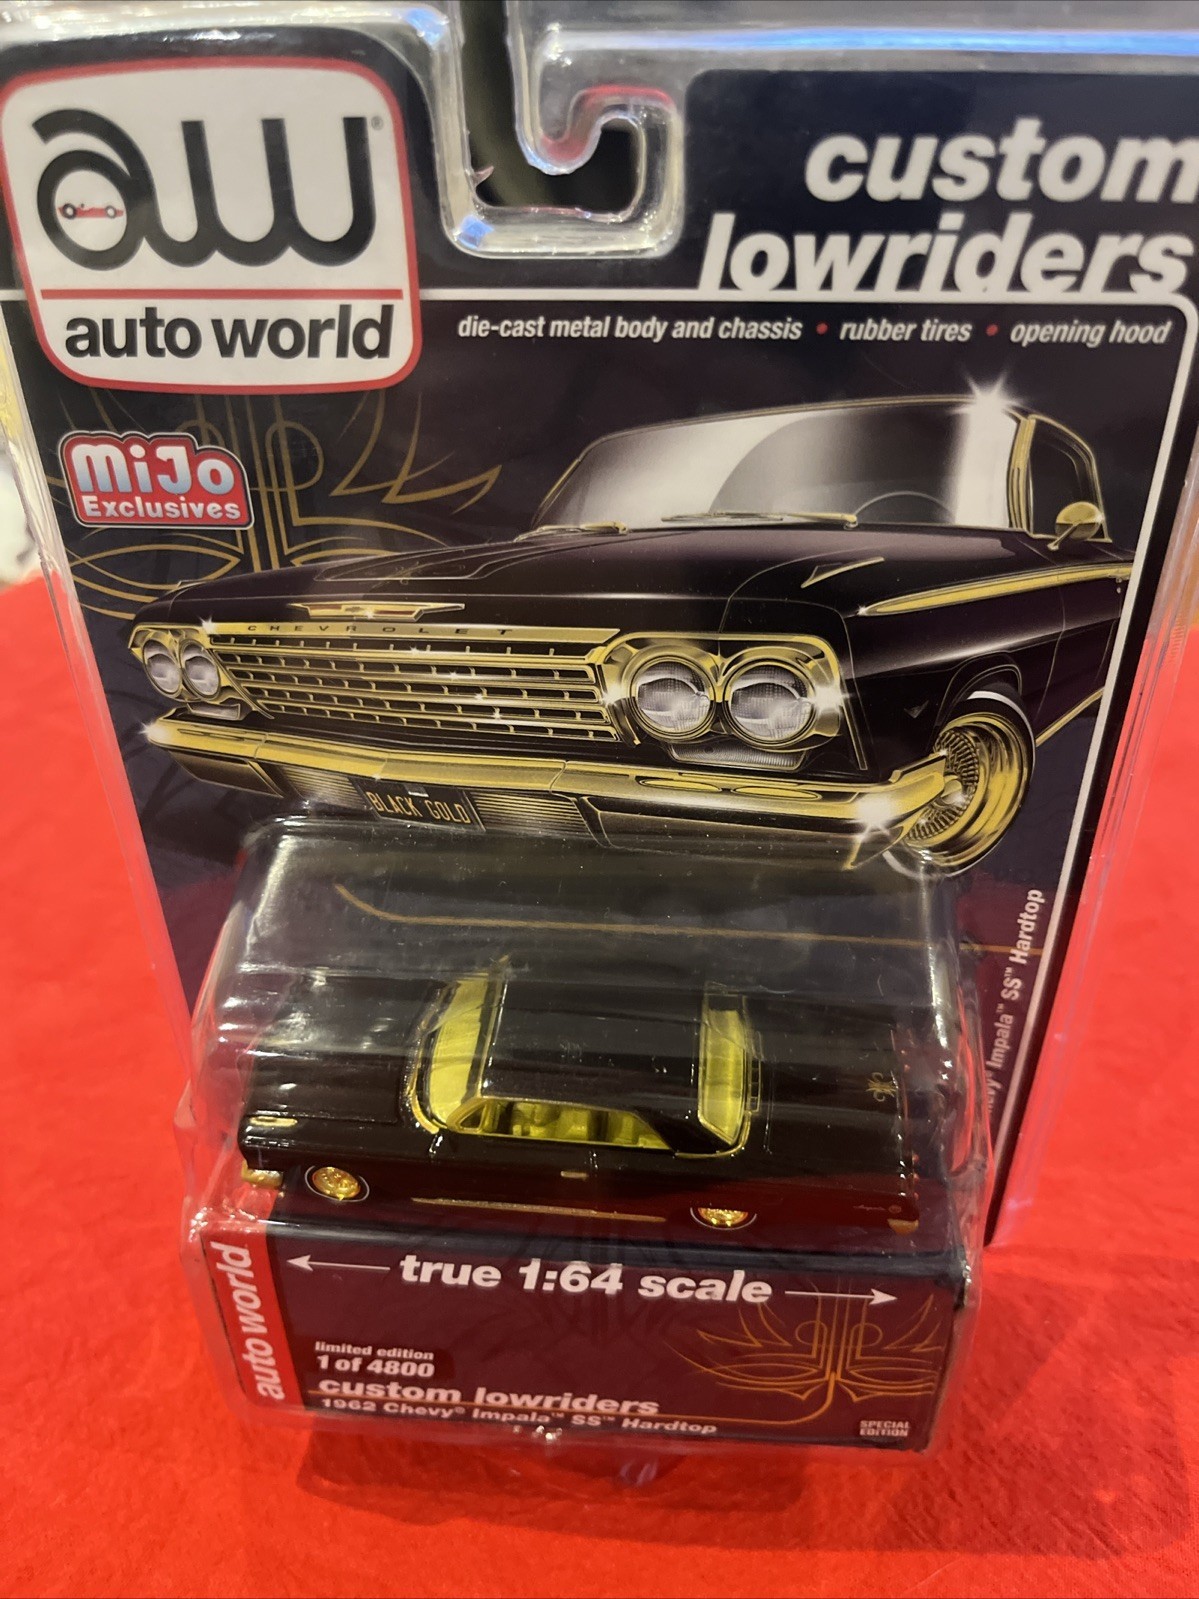 aw®
auto world
custom
lowriders
die-cast metal body and chassis • rubber tires • opening hood
MiJo
Exclusives
CHEVROLET
BLACK GOLD
Impala™ SS™ Hardtop
true 1:64 scale
auto world
limited edition
1 of 4800
custom lowriders
1962 Chevy® Impala™ SS™ Hardtop
SPECIAL
EDITION